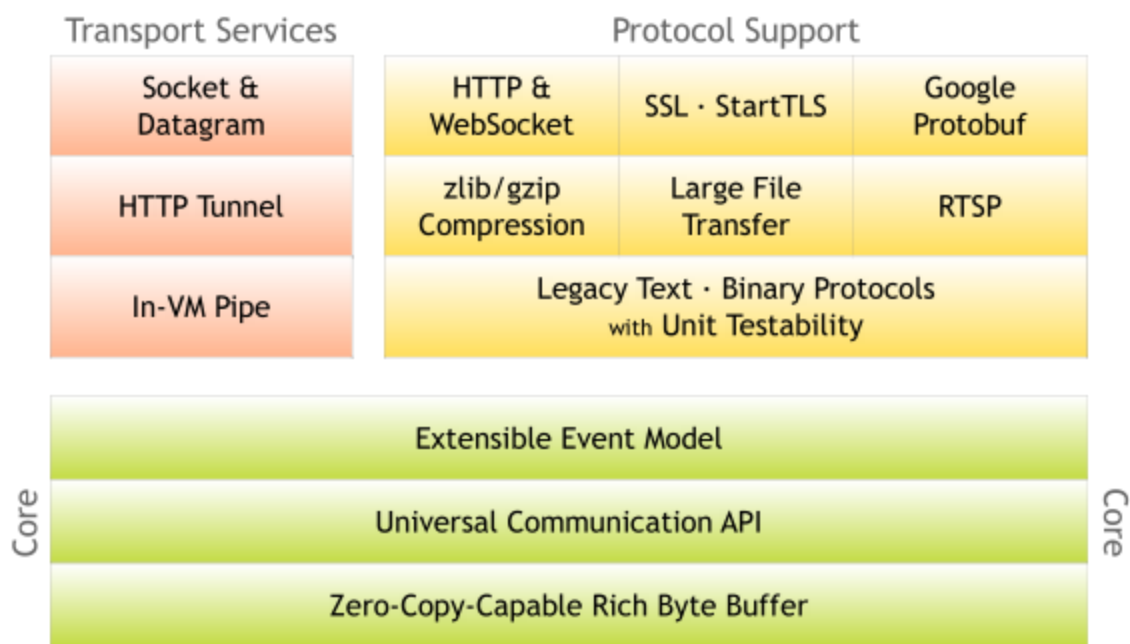 Transport Services
Socket &
Datagram
HTTP Tunnel
In-VM Pipe
Protocol Support
HTTP &
WebSocket
SSL · StartTLS
Google
Protobuf
zlib/gzip
Compression
Large File
Transfer
RTSP
Legacy Text · Binary Protocols
with Unit Testability
Core
Extensible Event Model
Universal Communication API
Zero-Copy-Capable Rich Byte Buffer
Core